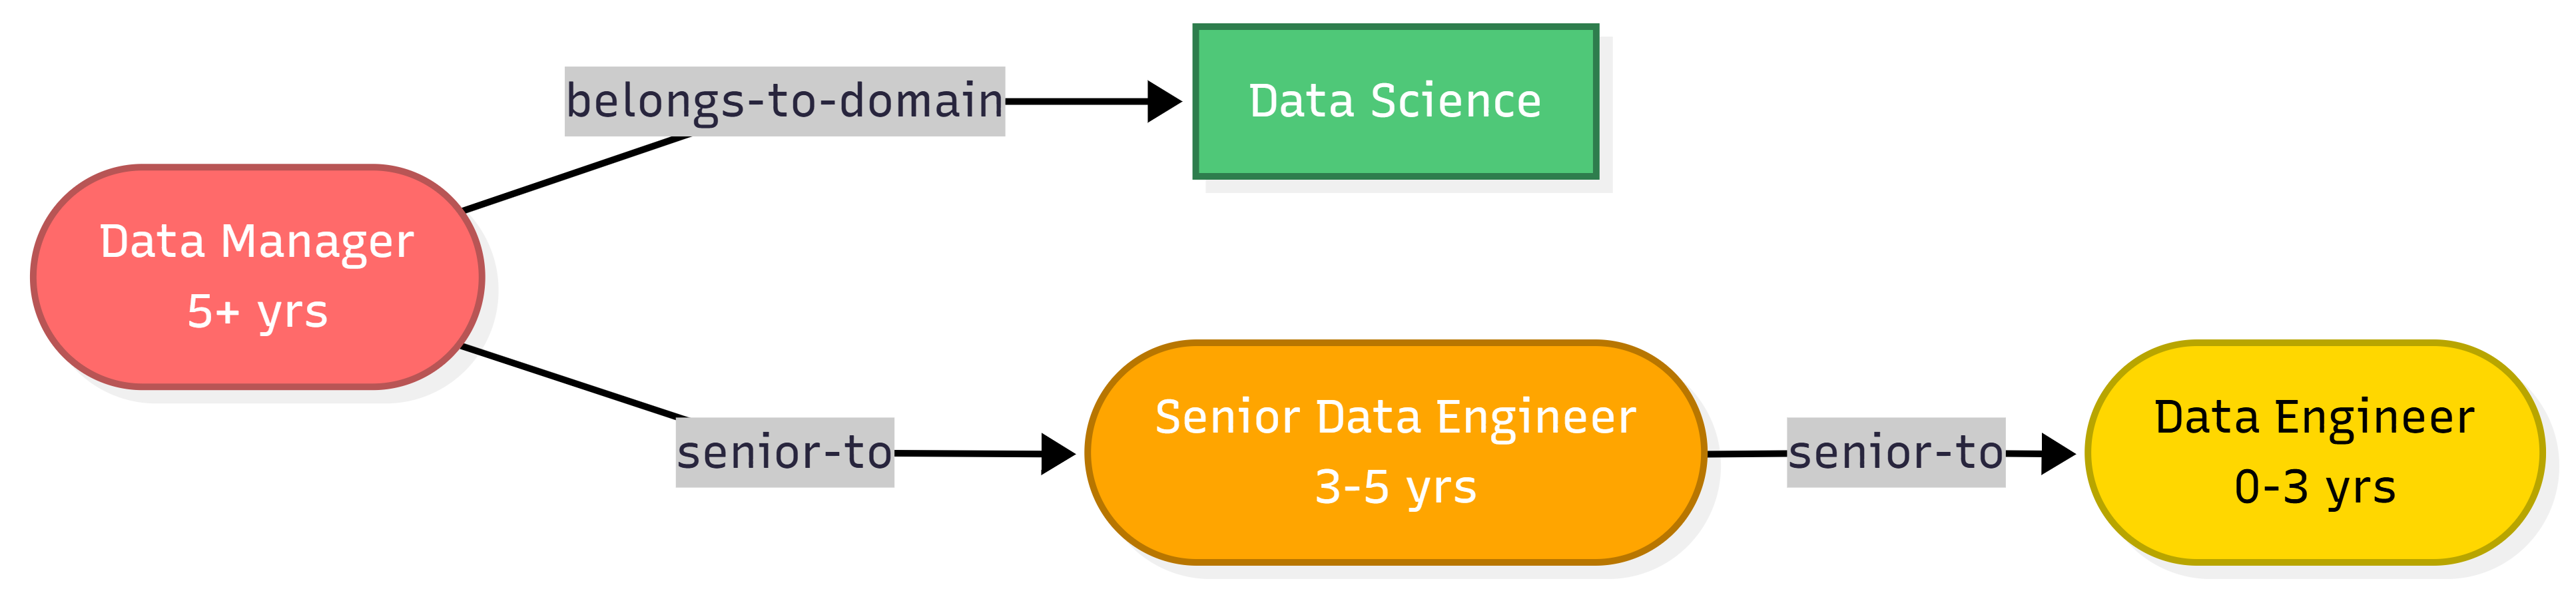 belongs-to-domain
Data Science
Data Manager
5+ yrs
senior-to
Senior Data Engineer
3-5 yrs
senior-to
Data Engineer
0-3 yrs